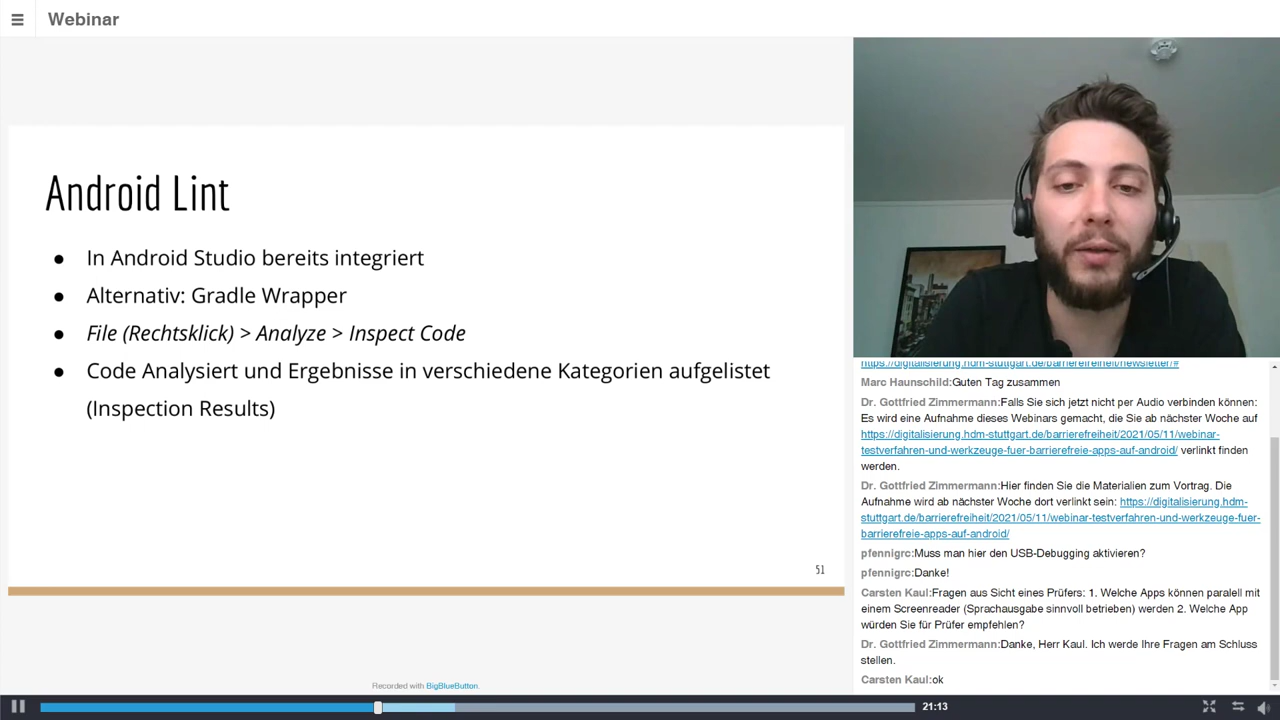 Webinar
Android Lint
● In Android Studio bereits integriert
● Alternativ: Gradle Wrapper
● File (Rechtsklick) > Analyze > Inspect Code
● Code Analysiert und Ergebnisse in verschiedene Kategorien aufgelistet
(Inspection Results)
51
Recorded with BigBlueButton.
https://digitalisierung.hdm-stuttgart.de/barrierefreiheit/newsletter/#
Marc Haunschild:Guten Tag zusammen
Dr. Gottfried Zimmermann:Falls Sie sich jetzt nicht per Audio verbinden können:
Es wird eine Aufnahme dieses Webinars gemacht, die Sie ab nächster Woche auf
https://digitalisierung.hdm-stuttgart.de/barrierefreiheit/2021/05/11/webinar-
testverfahren-und-werkzeuge-fuer-barrierefreie-apps-auf-android/ verlinkt finden
werden.
Dr. Gottfried Zimmermann:Hier finden Sie die Materialien zum Vortrag. Die
Aufnahme wird ab nächster Woche dort verlinkt sein: https://digitalisierung.hdm-
stuttgart.de/barrierefreiheit/2021/05/11/webinar-testverfahren-und-werkzeuge-fuer-
barrierefreie-apps-auf-android/
pfennigrc:Muss man hier den USB-Debugging aktivieren?
pfennigrc:Danke!
Carsten Kaul:Fragen aus Sicht eines Prüfers: 1. Welche Apps können paralell mit
einem Screenreader (Sprachausgabe sinnvoll betrieben) werden 2. Welche App
würden Sie für Prüfer empfehlen?
Dr. Gottfried Zimmermann:Danke, Herr Kaul. Ich werde Ihre Fragen am Schluss
stellen.
Carsten Kaul:ok
21:13